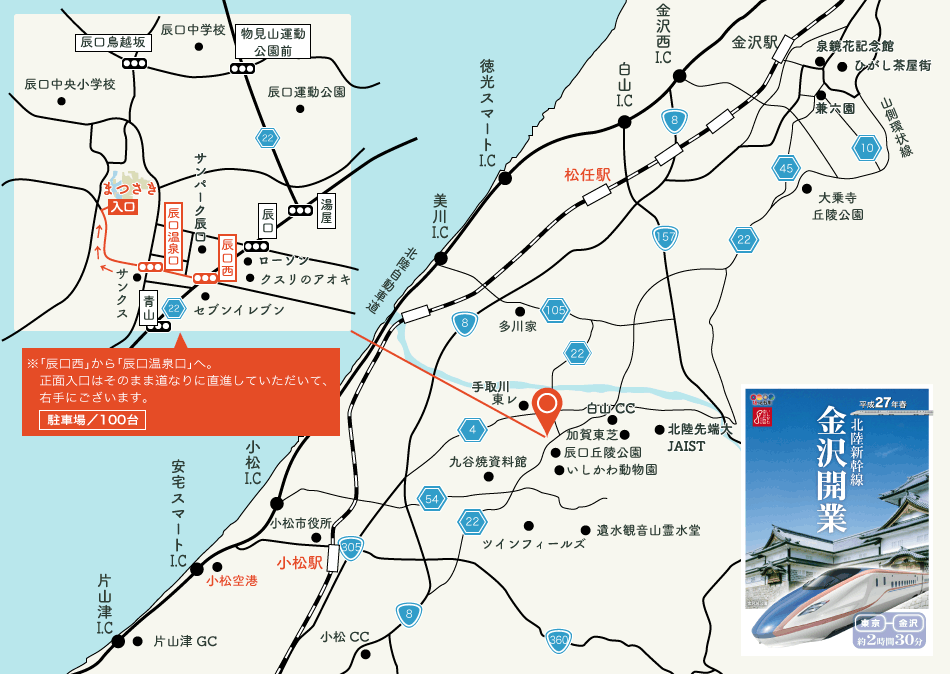 辰口中学校
辰口鳥越坂
物見山運動
公園前
辰口中央小学校
辰口運動公園
22
まつさき
入口
サンパーク辰口
辰口
湯屋
辰口温泉口
辰口西
ローソン
クスリのアオキ
サンクス
青山
22
セブンイレブン
※「辰口西」から「辰口温泉口」へ。
正面入口はそのまま道なりに直進していただいて、
右手にございます。
駐車場／100台
金沢西I.C
金沢駅
泉鏡花記念館
ひがし茶屋街
兼六園
山側環状線
白山I.C
8
10
45
徳光スマートI.C
松任駅
大乗寺
丘陵公園
美川I.C
157
22
北陸自動車道
8
105
多川家
22
手取川
東レ
白山CC
4
加賀東芝
北陸先端大
JAIST
辰口丘陵公園
九谷焼資料館
いしかわ動物園
小松I.C
54
22
安宅スマートI.C
小松市役所
ツインフィールズ
遣水観音山霊水堂
305
小松駅
小松空港
片山津I.C
片山津 GC
8
小松 CC
360
平成27年春
北陸新幹線
金沢開業
東京
金沢
約2時間30分